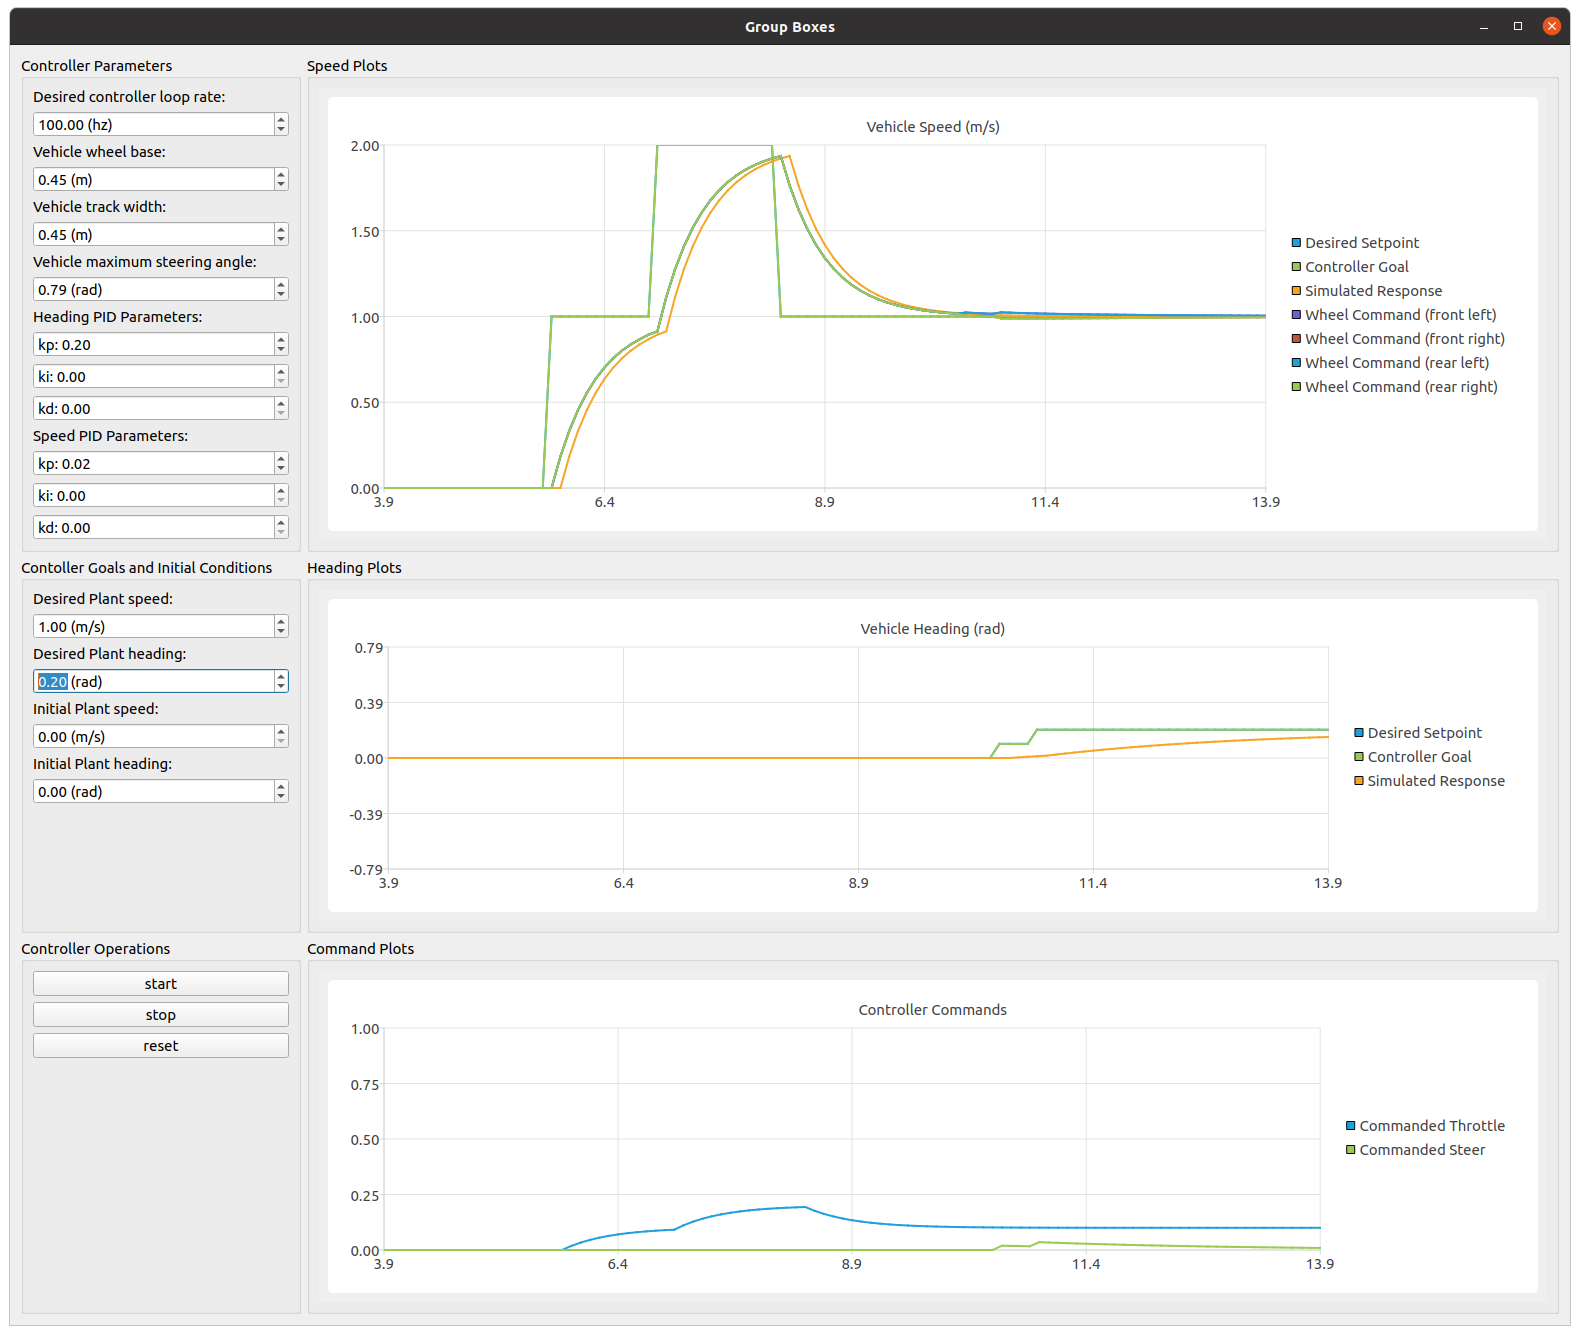 Group Boxes
Controller Parameters
Desired controller loop rate:
100.00 (hz)
Vehicle wheel base:
0.45 (m)
Vehicle track width:
0.45 (m)
Vehicle maximum steering angle:
0.79 (rad)
Heading PID Parameters:
kp: 0.20
ki: 0.00
kd: 0.00
Speed PID Parameters:
kp: 0.02
ki: 0.00
kd: 0.00
Speed Plots
Vehicle Speed (m/s)
2.00
1.50
1.00
0.50
0.00
3.9 6.4 8.9 11.4 13.9
Desired Setpoint
Controller Goal
Simulated Response
Wheel Command (front left)
Wheel Command (front right)
Wheel Command (rear left)
Wheel Command (rear right)
Contoller Goals and Initial Conditions
Desired Plant speed:
1.00 (m/s)
Desired Plant heading:
0.20 (rad)
Initial Plant speed:
0.00 (m/s)
Initial Plant heading:
0.00 (rad)
Heading Plots
Vehicle Heading (rad)
0.79
0.39
0.00
-0.39
-0.79
3.9 6.4 8.9 11.4 13.9
Desired Setpoint
Controller Goal
Simulated Response
Controller Operations
start
stop
reset
Command Plots
Controller Commands
1.00
0.75
0.50
0.25
0.00
3.9 6.4 8.9 11.4 13.9
Commanded Throttle
Commanded Steer